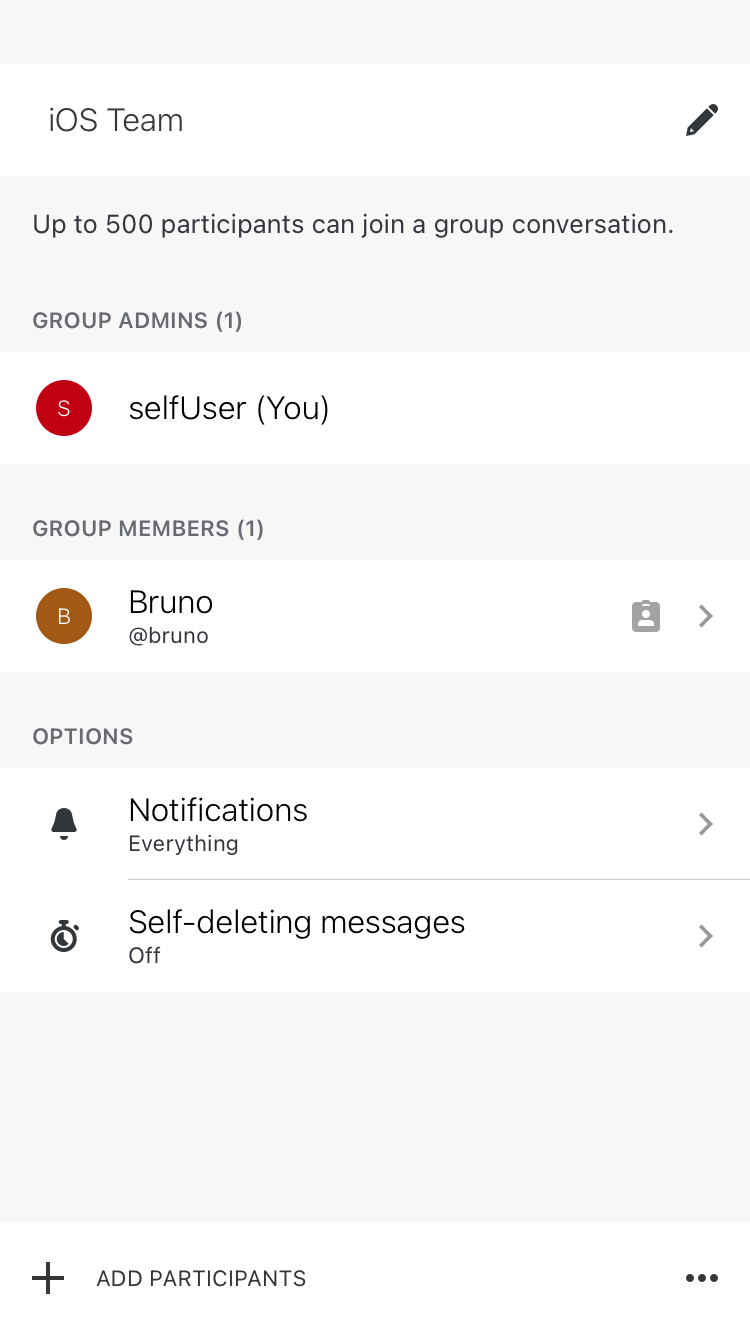 iOS Team
Up to 500 participants can join a group conversation.
GROUP ADMINS (1)
S
selfUser (You)
GROUP MEMBERS (1)
B
Bruno
@bruno
OPTIONS
Notifications
Everything
Self-deleting messages
Off
ADD PARTICIPANTS